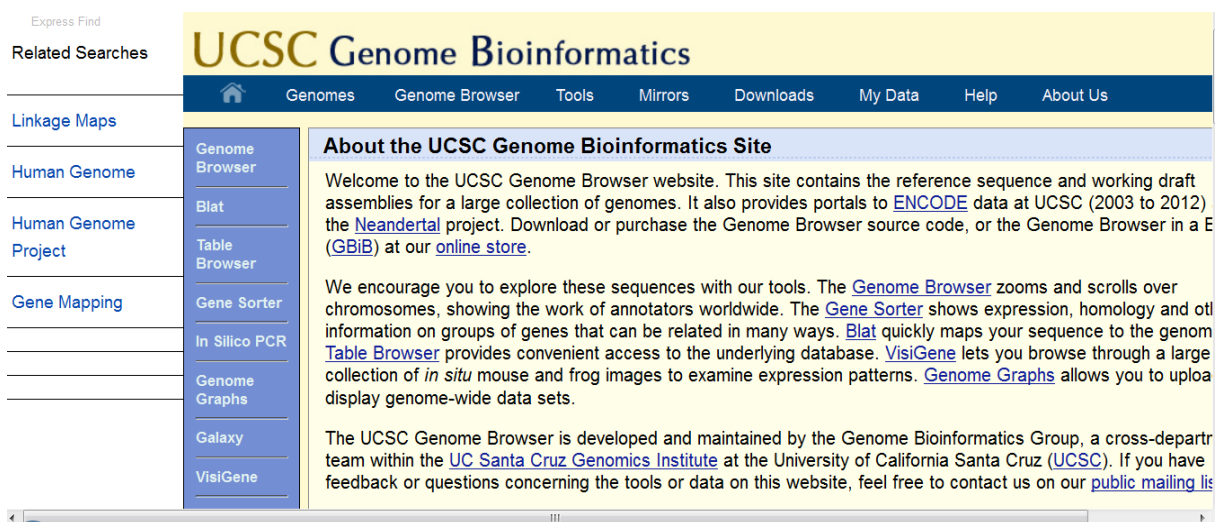 Express Find
Related Searches
Linkage Maps
Human Genome
Human Genome
Project
Gene Mapping
UCSC Genome Bioinformatics
Genomes Genome Browser Tools Mirrors Downloads My Data Help About Us
Genome
Browser
Blat
Table
Browser
Gene Sorter
In Silico PCR
Genome
Graphs
Galaxy
VisiGene
About the UCSC Genome Bioinformatics Site
Welcome to the UCSC Genome Browser website. This site contains the reference sequence and working draft
assemblies for a large collection of genomes. It also provides portals to ENCODE data at UCSC (2003 to 2012)
the Neandertal project. Download or purchase the Genome Browser source code, or the Genome Browser in a
(GBiB) at our online store.
We encourage you to explore these sequences with our tools. The Genome Browser zooms and scrolls over
chromosomes, showing the work of annotators worldwide. The Gene Sorter shows expression, homology and
information on groups of genes that can be related in many ways. Blat quickly maps your sequence to the genom
Table Browser provides convenient access to the underlying database. VisiGene lets you browse through a large
collection of in situ mouse and frog images to examine expression patterns. Genome Graphs allows you to uploa
display genome-wide data sets.
The UCSC Genome Browser is developed and maintained by the Genome Bioinformatics Group, a cross-departm
team within the UC Santa Cruz Genomics Institute at the University of California Santa Cruz (UCSC). If you have
feedback or questions concerning the tools or data on this website, feel free to contact us on our public mailing lis